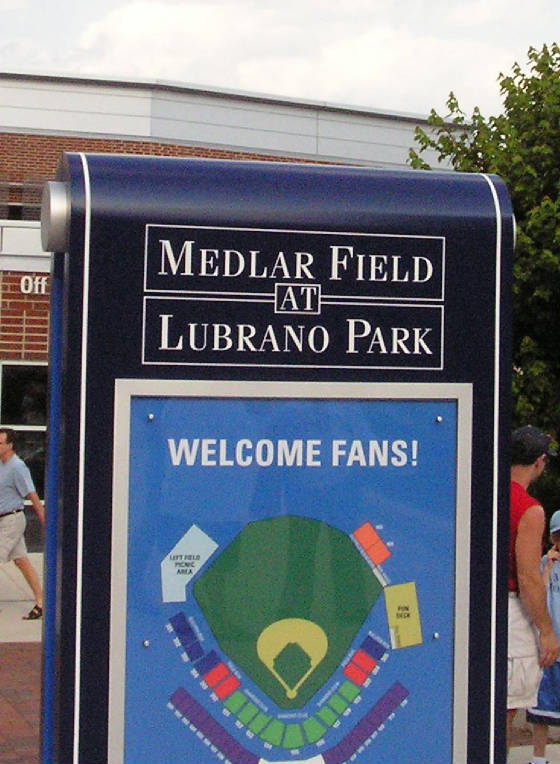 MEDLAR FIELD
AT
LUBRANO PARK
Off
WELCOME FANS!
LEFT FIELD
PICNIC
AREA
FUN
DECK